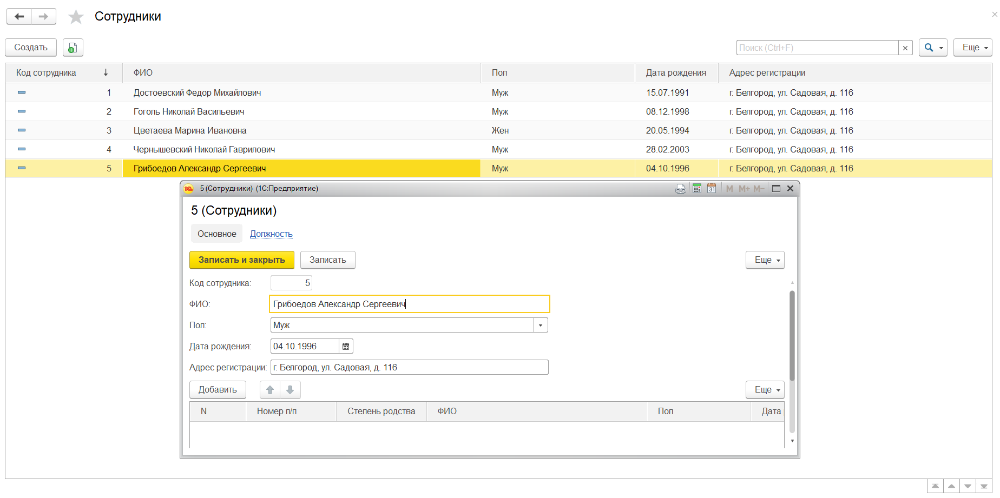 Сотрудники
Создать
Поиск (Ctrl+F)
Еще
Код сотрудника ФИО Пол Дата рождения Адрес регистрации
1 Достоевский Федор Михайлович Муж 15.07.1991 г. Белгород, ул. Садовая, д. 116
2 Гоголь Николай Васильевич Муж 08.12.1998 г. Белгород, ул. Садовая, д. 116
3 Цветаева Марина Ивановна Жен 20.05.1994 г. Белгород, ул. Садовая, д. 116
4 Чернышевский Николай Гаврилович Муж 28.02.2003 г. Белгород, ул. Садовая, д. 116
5 Грибоедов Александр Сергеевич Муж 04.10.1996 г. Белгород, ул. Садовая, д. 116
1С 5 (Сотрудники) (1С:Предприятие) 31 M M+ M-
5 (Сотрудники)
Основное Должность
Записать и закрыть Записать Еще
Код сотрудника: 5
ФИО: Грибоедов Александр Сергеевич
Пол: Муж
Дата рождения: 04.10.1996
Адрес регистрации: г. Белгород, ул. Садовая, д. 116
Добавить Еще
N Номер п/п Степень родства ФИО Пол Дата